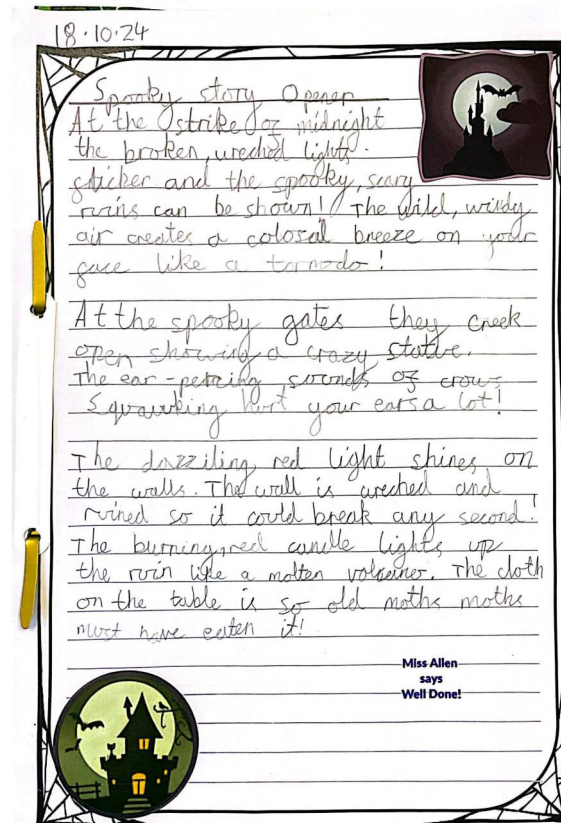 18.10.24
Spooky story Opener
At the strike of midnight
the broken, wreched lights.
flicker and the spooky, scary
ruins can be shown! The wild, windy
air creates a colosal breeze on your
face like a tornado!
At the spooky gates they creek
open showing a crazy statue.
The ear-percing sounds of crows
Squawking hurt your ears a lot!
The dazziling red light shines on
the walls. The wall is wreched and
ruined so it could break any second!
The burning, red candle lights up
the ruin like a molten volcaner. The cloth
on the table is so old moths moths
must have eaten it!
Miss Allen
says
Well Done!